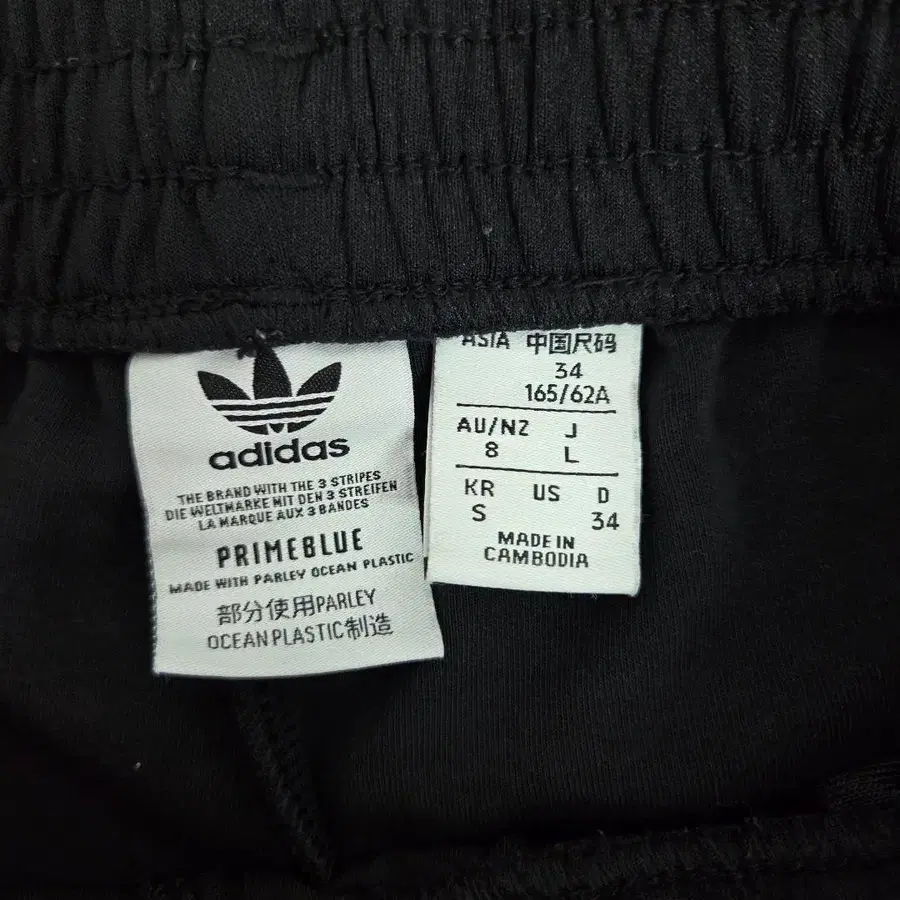 adidas
THE BRAND WITH THE 3 STRIPES
DIE WELTMARKE MIT DEN 3 STREIFEN
LA MARQUE AUX 3 BANDES
PRIMEBLUE
MADE WITH PARLEY OCEAN PLASTIC
部分使用PARLEY
OCEAN PLASTIC制造
ASIA 中国尺码
34
165/62A
AU/NZ J
8 L
KR US D
S 34
MADE IN
CAMBODIA